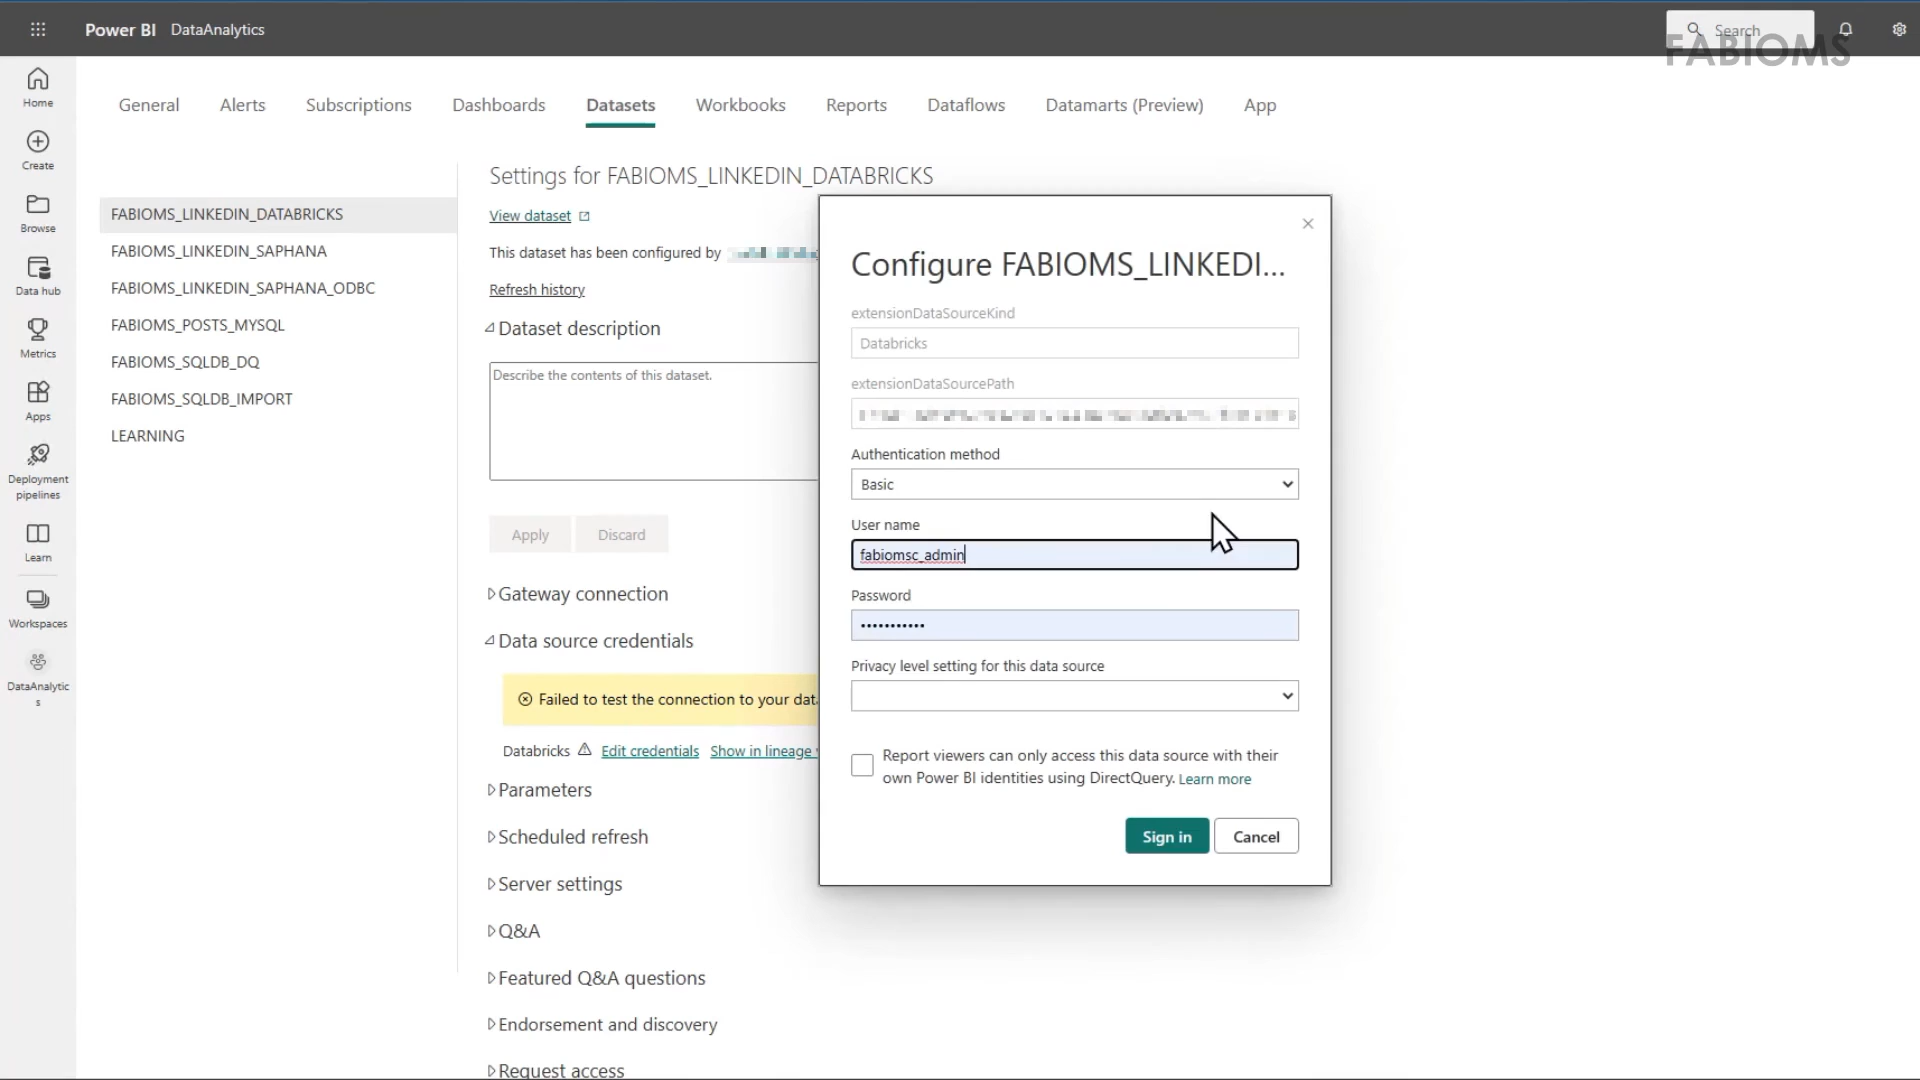 Power BI DataAnalytics
Search
FABIOMS
Home
Create
Browse
Data hub
Metrics
Apps
Deployment
pipelines
Learn
Workspaces
DataAnalytic
s
General Alerts Subscriptions Dashboards Datasets Workbooks Reports Dataflows Datamarts (Preview) App
FABIOMS_LINKEDIN_DATABRICKS
FABIOMS_LINKEDIN_SAPHANA
FABIOMS_LINKEDIN_SAPHANA_ODBC
FABIOMS_POSTS_MYSQL
FABIOMS_SQLDB_DQ
FABIOMS_SQLDB_IMPORT
LEARNING
Settings for FABIOMS_LINKEDIN_DATABRICKS
View dataset
This dataset has been configured by
Refresh history
Dataset description
Describe the contents of this dataset.
Apply Discard
Gateway connection
Data source credentials
Failed to test the connection to your dat
Databricks Edit credentials Show in lineage
Parameters
Scheduled refresh
Server settings
Q&A
Featured Q&A questions
Endorsement and discovery
Request access
Configure FABIOMS_LINKEDI...
extensionDataSourceKind
Databricks
extensionDataSourcePath
Authentication method
Basic
User name
fabiomsc_admin
Password
•••••••••••
Privacy level setting for this data source
Report viewers can only access this data source with their
own Power BI identities using DirectQuery. Learn more
Sign in Cancel